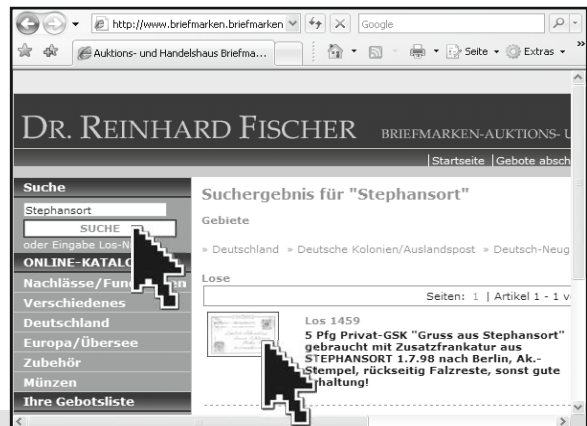 http://www.briefmarken.briefmarken
Google
Auktions- und Handelshaus Briefma...
Seite
Extras
DR. REINHARD FISCHER
BRIEFMARKEN-AUKTIONS- U
|Startseite |Gebote absch
Suche
Stephansort
SUCHE
oder Eingabe Los-N
ONLINE-KATALO
Nachlässe/Fun en
Verschiedenes
Deutschland
Europa/Übersee
Zubehör
Münzen
Ihre Gebotsliste
Suchergebnis für "Stephansort"
Gebiete
» Deutschland » Deutsche Kolonien/Auslandspost » Deutsch-Neug
Lose
Seiten: 1 | Artikel 1 - 1 v
Los 1459
5 Pfg Privat-GSK "Gruss aus Stephansort"
gebraucht mit Zusatzfrankatur aus
STEPHANSORT 1.7.98 nach Berlin, Ak.-
Stempel, rückseitig Falzreste, sonst gute
rhaltung!